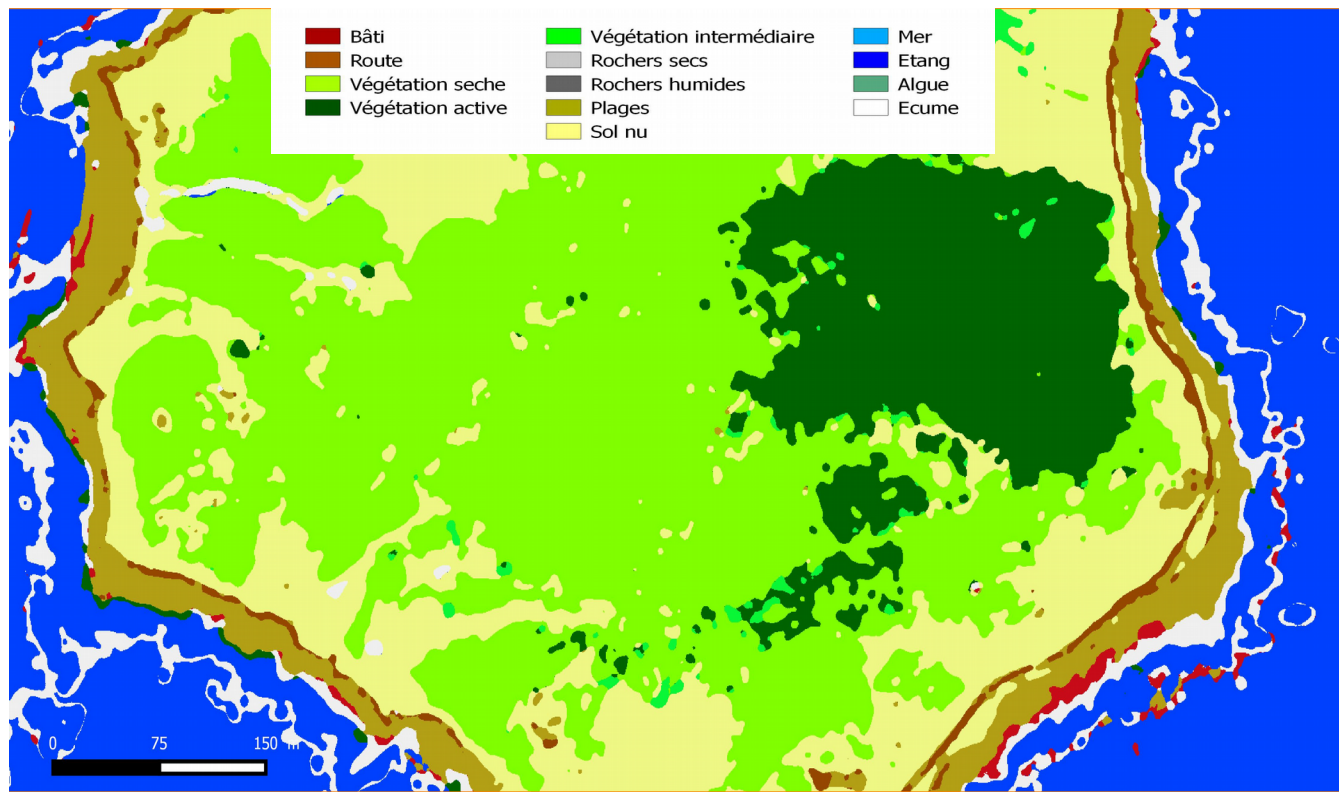 Bâti
Route
Végétation seche
Végétation active
Végétation intermédiaire
Rochers secs
Rochers humides
Plages
Sol nu
Mer
Etang
Algue
Ecume
0 75 150 m